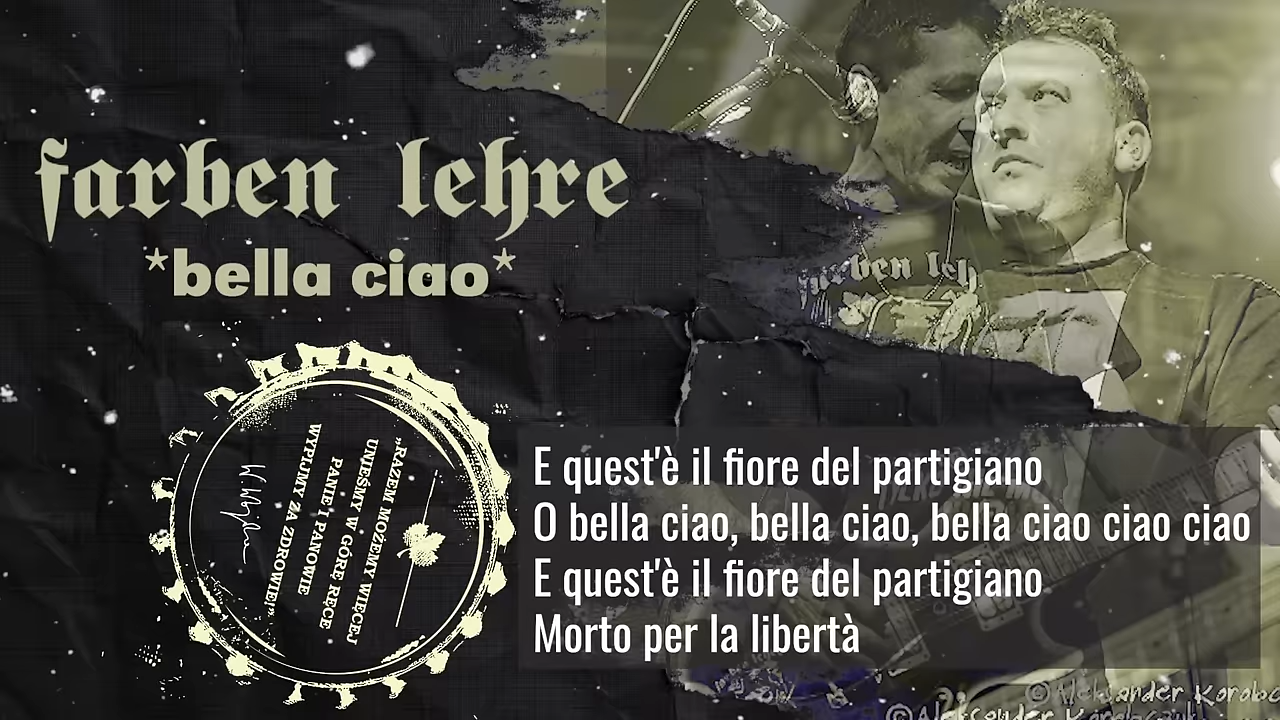 farben lehre
*bella ciao*
farben leh
„RAZEM MOŻEMY WIĘCEJ
UNIEŚMY W GÓRĘ RĘCE
PANIE I PANOWIE
WYPIJMY ZA ZDROWIE!”
E quest'è il fiore del partigiano
O bella ciao, bella ciao, bella ciao ciao ciao
E quest'è il fiore del partigiano
Morto per la libertà
©Aleksander Korobc
©Aleksander